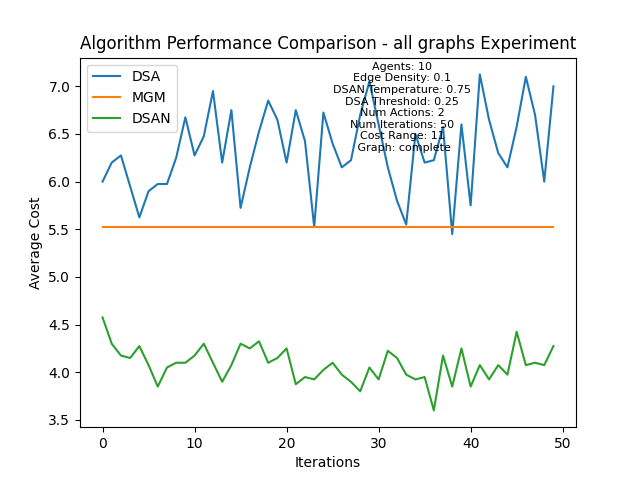 Algorithm Performance Comparison - all graphs Experiment
DSA
MGM
DSAN
Agents: 10
Edge Density: 0.1
DSAN Temperature: 0.75
DSA Threshold: 0.25
Num Actions: 2
Num Iterations: 50
Cost Range: 11
Graph: complete
Average Cost
7.0
6.5
6.0
5.5
5.0
4.5
4.0
3.5
0
10
20
30
40
50
Iterations